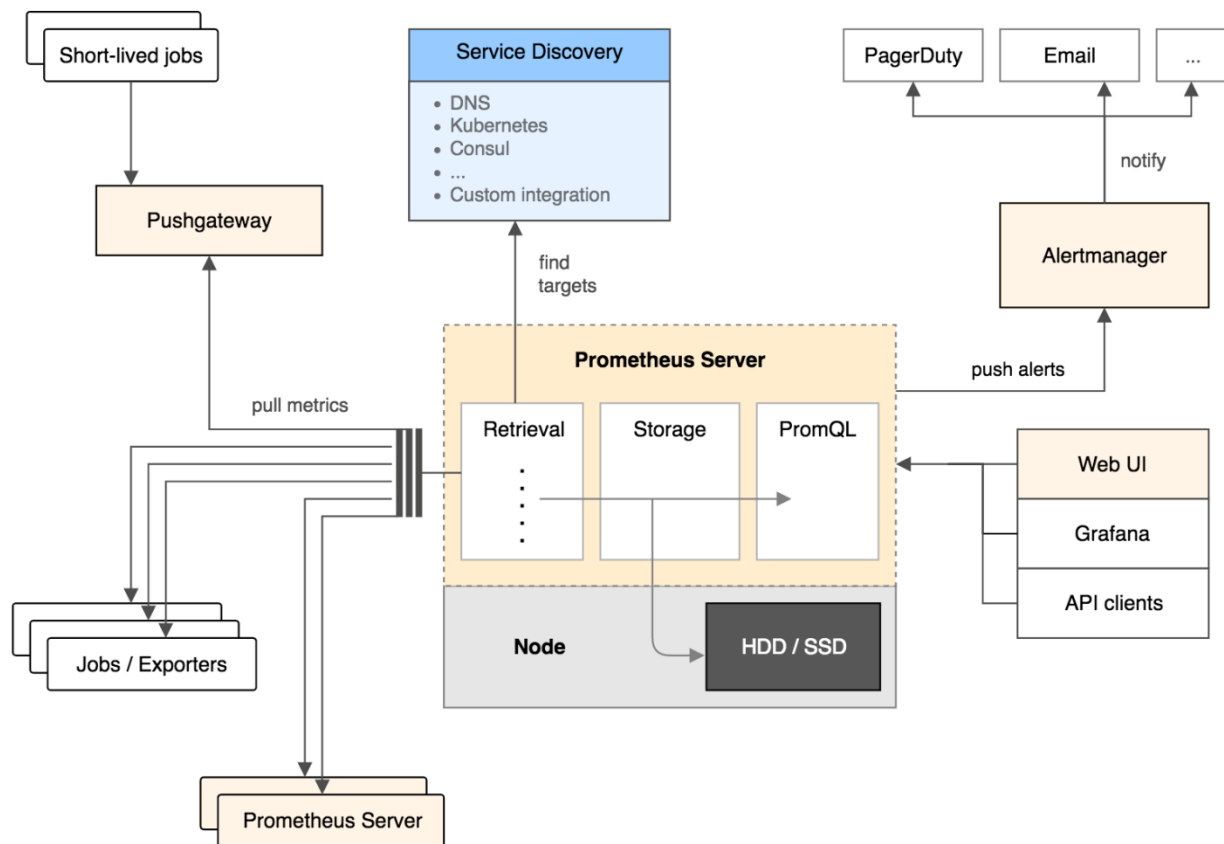 Short-lived jobs
Service Discovery
• DNS
• Kubernetes
• Consul
• ...
• Custom integration
PagerDuty
Email
...
notify
Pushgateway
Alertmanager
find
targets
Prometheus Server
push alerts
pull metrics
Retrieval
Storage
PromQL
Web UI
Grafana
API clients
Node
HDD / SSD
Jobs / Exporters
Prometheus Server